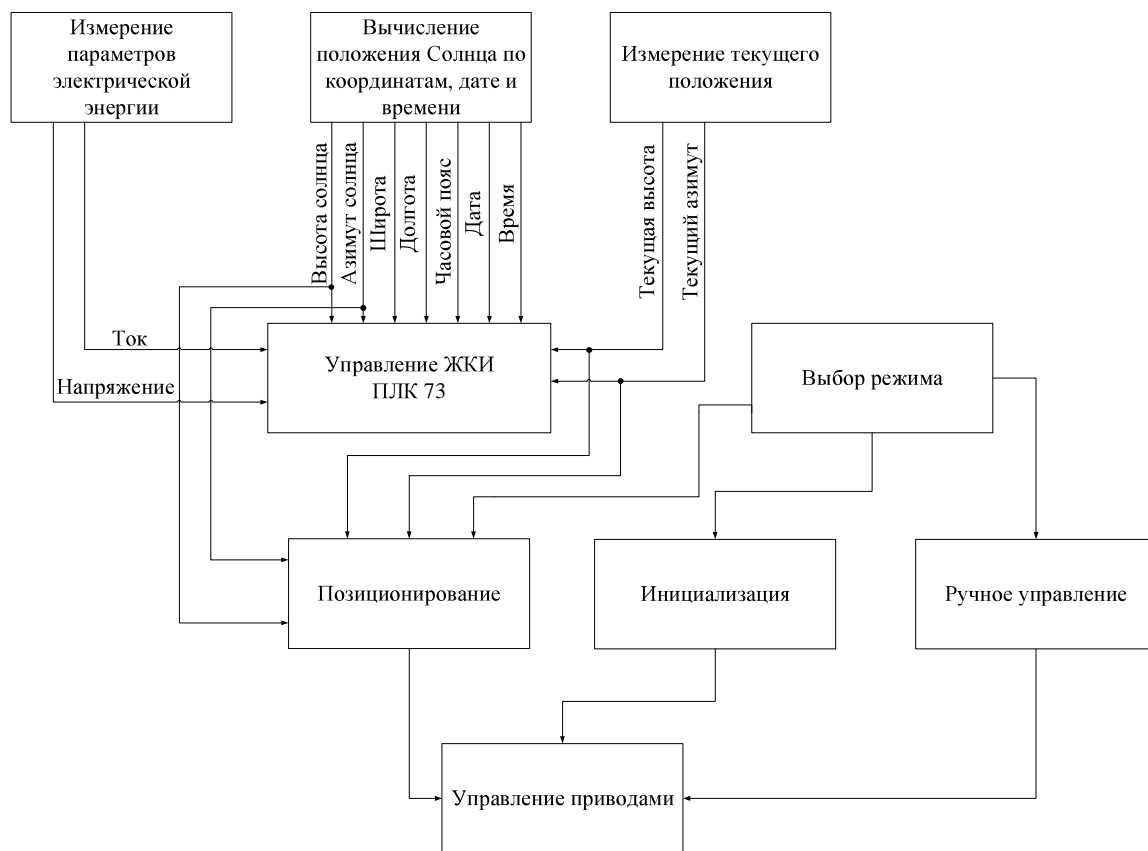 Измерение
параметров
электрической
энергии
Вычисление
положения Солнца по
координатам, дате и
времени
Измерение текущего
положения
Высота солнца
Азимут солнца
Широта
Долгота
Часовой пояс
Дата
Время
Текущая высота
Текущий азимут
Ток
Напряжение
Управление ЖКИ
ПЛК 73
Выбор режима
Позиционирование
Инициализация
Ручное управление
Управление приводами